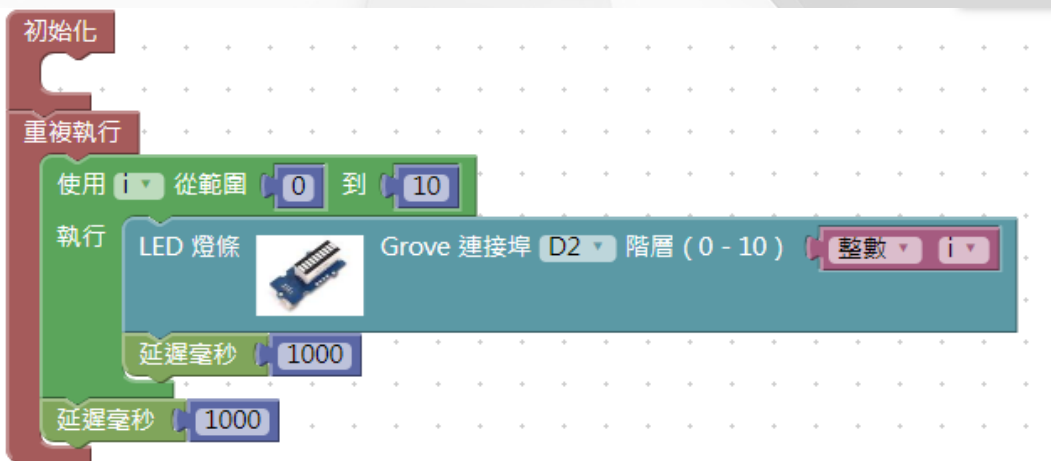 初始化
重複執行
使用 i 從範圍 0 到 10
執行 LED 燈條 Grove 連接埠 D2 階層 ( 0 - 10 ) 整數 i
延遲毫秒 1000
延遲毫秒 1000